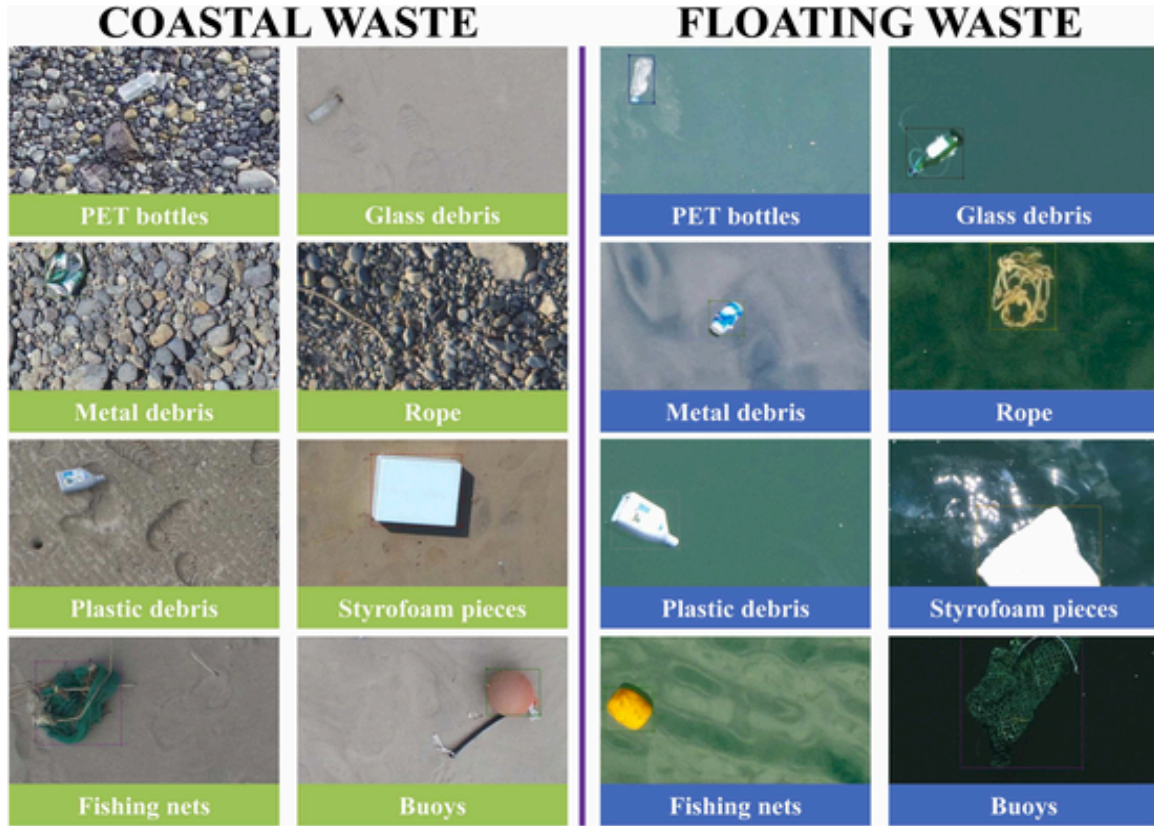 COASTAL WASTE
FLOATING WASTE
PET bottles
Glass debris
PET bottles
Glass debris
Metal debris
Rope
Metal debris
Rope
Plastic debris
Styrofoam pieces
Plastic debris
Styrofoam pieces
Fishing nets
Buoys
Fishing nets
Buoys